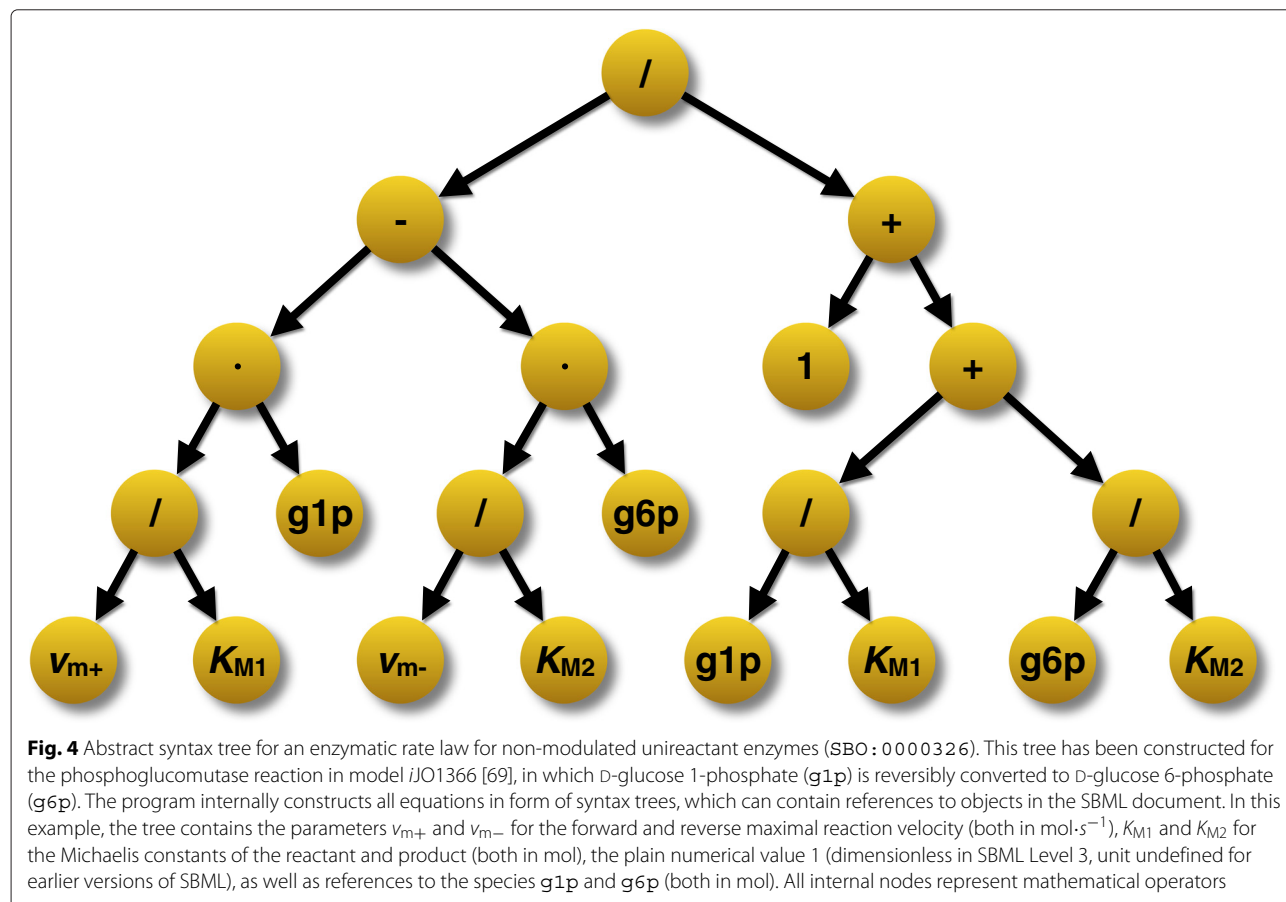 /
- +
· · 1 +
/ g1p / g6p / /
vm+ KM1 vm- KM2 g1p KM1 g6p KM2
Fig. 4 Abstract syntax tree for an enzymatic rate law for non-modulated unireactant enzymes (SBO:0000326). This tree has been constructed for
the phosphoglucomutase reaction in model iJO1366 [69], in which D-glucose 1-phosphate (g1p) is reversibly converted to D-glucose 6-phosphate
(g6p). The program internally constructs all equations in form of syntax trees, which can contain references to objects in the SBML document. In this
example, the tree contains the parameters vm+ and vm− for the forward and reverse maximal reaction velocity (both in mol·s−1), KM1 and KM2 for
the Michaelis constants of the reactant and product (both in mol), the plain numerical value 1 (dimensionless in SBML Level 3, unit undefined for
earlier versions of SBML), as well as references to the species g1p and g6p (both in mol). All internal nodes represent mathematical operators